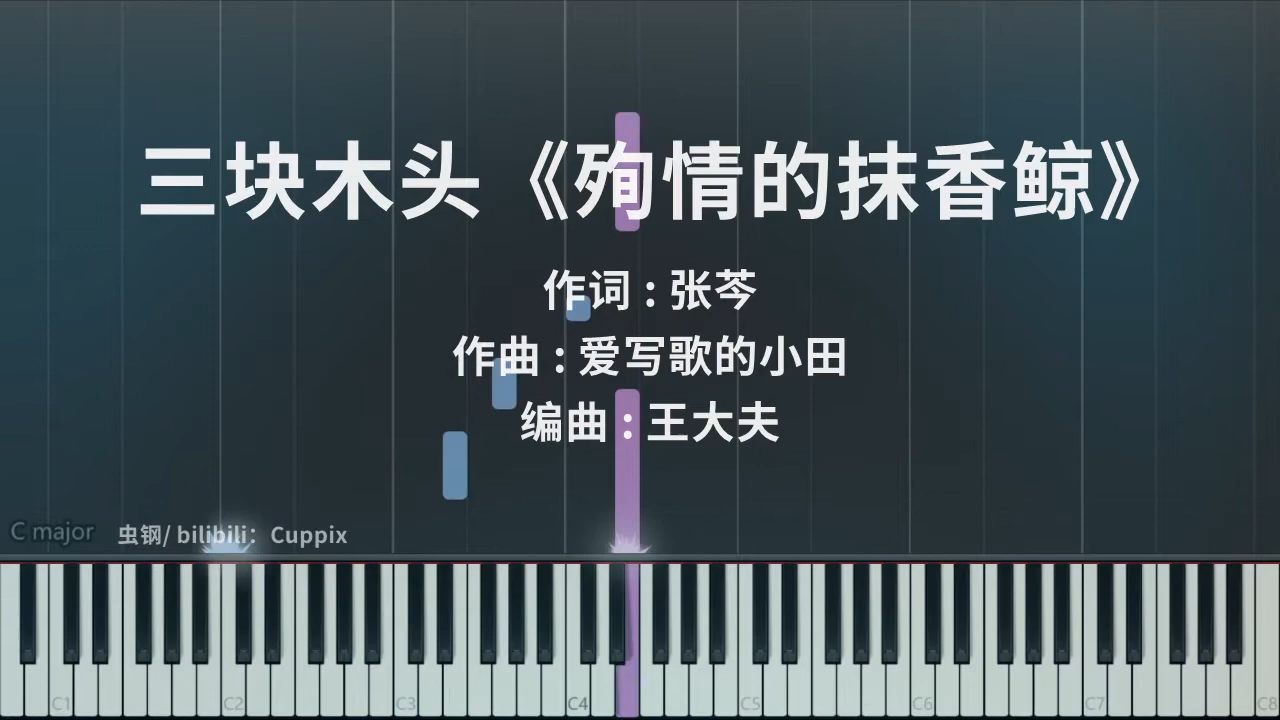 三块木头《殉情的抹香鲸》
作词 : 张芩
作曲 : 爱写歌的小田
编曲 : 王大夫
C major 虫钢/ bilibili：Cuppix
C1 C2 C3 C4 C5 C6 C7 C8